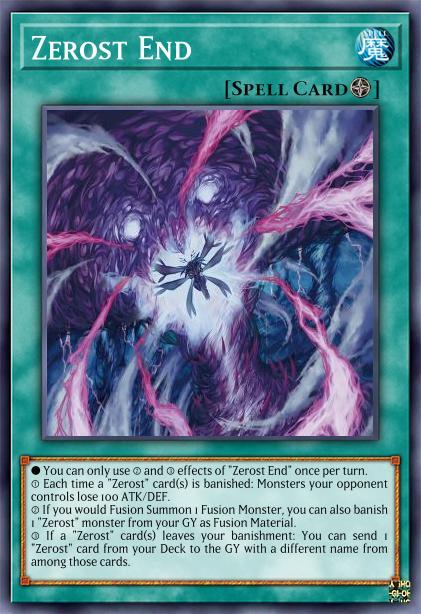 Zerost End
[Spell Card]
● You can only use ② and ③ effects of "Zerost End" once per turn.
① Each time a "Zerost" card(s) is banished: Monsters your opponent
controls lose 100 ATK/DEF.
② If you would Fusion Summon 1 Fusion Monster, you can also banish
1 "Zerost" monster from your GY as Fusion Material.
③ If a "Zerost" card(s) leaves your banishment: You can send 1
"Zerost" card from your Deck to the GY with a different name from
among those cards.